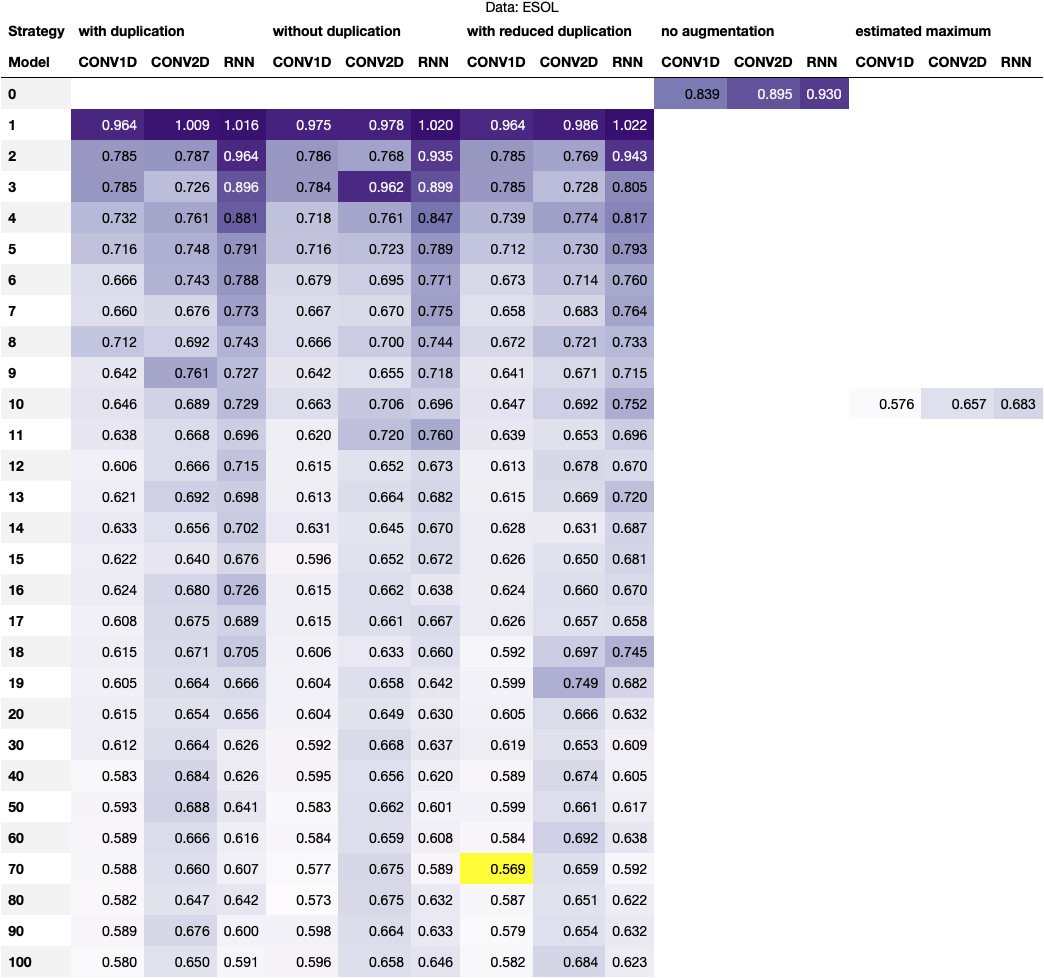 Data: ESOL
Strategy with duplication without duplication with reduced duplication no augmentation estimated maximum
Model CONV1D CONV2D RNN CONV1D CONV2D RNN CONV1D CONV2D RNN CONV1D CONV2D RNN CONV1D CONV2D RNN
0 0.839 0.895 0.930
1 0.964 1.009 1.016 0.975 0.978 1.020 0.964 0.986 1.022
2 0.785 0.787 0.964 0.786 0.768 0.935 0.785 0.769 0.943
3 0.785 0.726 0.896 0.784 0.962 0.899 0.785 0.728 0.805
4 0.732 0.761 0.881 0.718 0.761 0.847 0.739 0.774 0.817
5 0.716 0.748 0.791 0.716 0.723 0.789 0.712 0.730 0.793
6 0.666 0.743 0.788 0.679 0.695 0.771 0.673 0.714 0.760
7 0.660 0.676 0.773 0.667 0.670 0.775 0.658 0.683 0.764
8 0.712 0.692 0.743 0.666 0.700 0.744 0.672 0.721 0.733
9 0.642 0.761 0.727 0.642 0.655 0.718 0.641 0.671 0.715
10 0.646 0.689 0.729 0.663 0.706 0.696 0.647 0.692 0.752 0.576 0.657 0.683
11 0.638 0.668 0.696 0.620 0.720 0.760 0.639 0.653 0.696
12 0.606 0.666 0.715 0.615 0.652 0.673 0.613 0.678 0.670
13 0.621 0.692 0.698 0.613 0.664 0.682 0.615 0.669 0.720
14 0.633 0.656 0.702 0.631 0.645 0.670 0.628 0.631 0.687
15 0.622 0.640 0.676 0.596 0.652 0.672 0.626 0.650 0.681
16 0.624 0.680 0.726 0.615 0.662 0.638 0.624 0.660 0.670
17 0.608 0.675 0.689 0.615 0.661 0.667 0.626 0.657 0.658
18 0.615 0.671 0.705 0.606 0.633 0.660 0.592 0.697 0.745
19 0.605 0.664 0.666 0.604 0.658 0.642 0.599 0.749 0.682
20 0.615 0.654 0.656 0.604 0.649 0.630 0.605 0.666 0.632
30 0.612 0.664 0.626 0.592 0.668 0.637 0.619 0.653 0.609
40 0.583 0.684 0.626 0.595 0.656 0.620 0.589 0.674 0.605
50 0.593 0.688 0.641 0.583 0.662 0.601 0.599 0.661 0.617
60 0.589 0.666 0.616 0.584 0.659 0.608 0.584 0.692 0.638
70 0.588 0.660 0.607 0.577 0.675 0.589 0.569 0.659 0.592
80 0.582 0.647 0.642 0.573 0.675 0.632 0.587 0.651 0.622
90 0.589 0.676 0.600 0.598 0.664 0.633 0.579 0.654 0.632
100 0.580 0.650 0.591 0.596 0.658 0.646 0.582 0.684 0.623